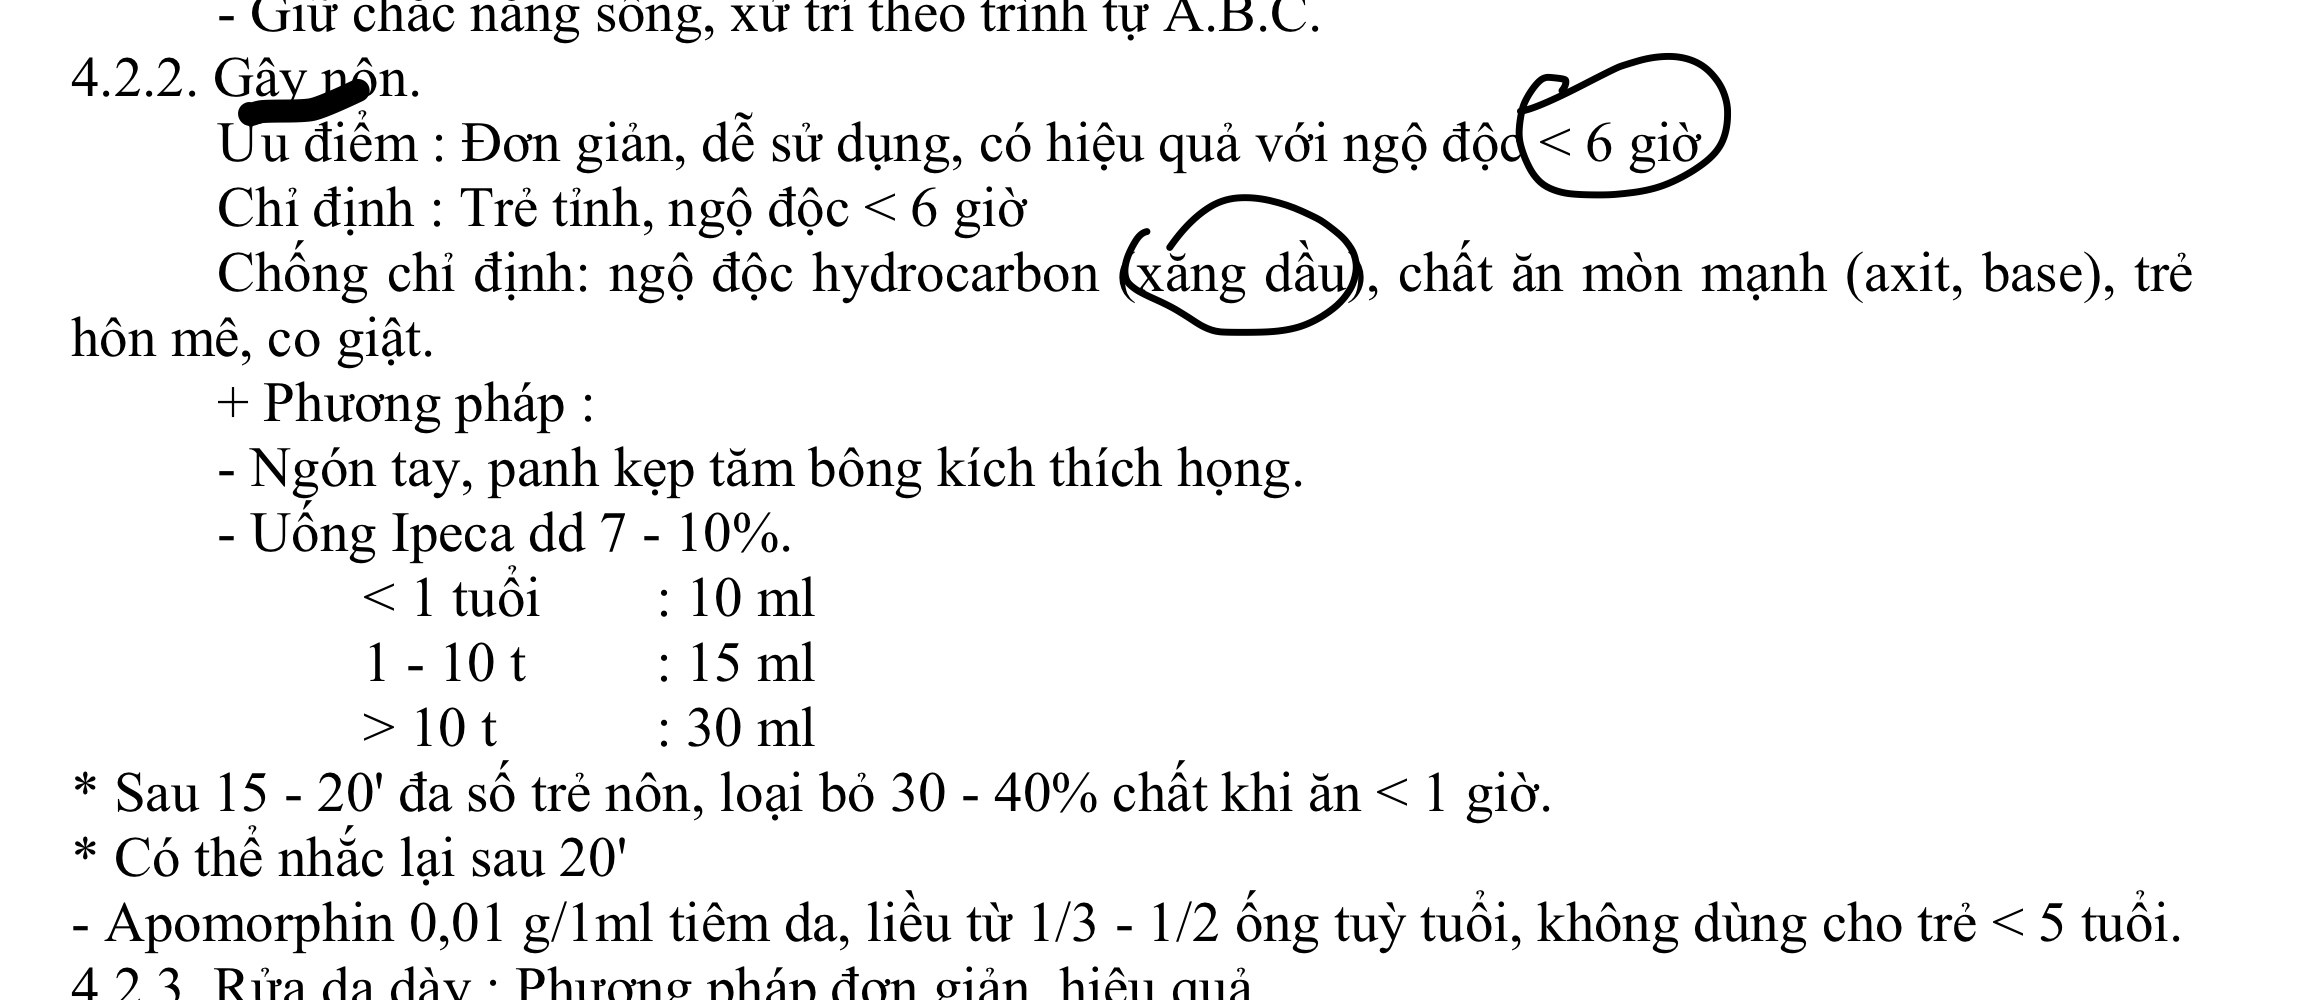 - Giữ chắc năng sống, xử trí theo trình tự A.B.C.
4.2.2. Gây nôn.
Ưu điểm : Đơn giản, dễ sử dụng, có hiệu quả với ngộ độc < 6 giờ
Chỉ định : Trẻ tỉnh, ngộ độc < 6 giờ
Chống chỉ định: ngộ độc hydrocarbon (xăng dầu), chất ăn mòn mạnh (axit, base), trẻ
hôn mê, co giật.
+ Phương pháp :
- Ngón tay, panh kẹp tăm bông kích thích họng.
- Uống Ipeca dd 7 - 10%.
< 1 tuổi : 10 ml
1 - 10 t : 15 ml
> 10 t : 30 ml
* Sau 15 - 20' đa số trẻ nôn, loại bỏ 30 - 40% chất khi ăn < 1 giờ.
* Có thể nhắc lại sau 20'
- Apomorphin 0,01 g/1ml tiêm da, liều từ 1/3 - 1/2 ống tuỳ tuổi, không dùng cho trẻ < 5 tuổi.
4.2.3. Rửa dạ dày : Phương pháp đơn giản, hiệu quả